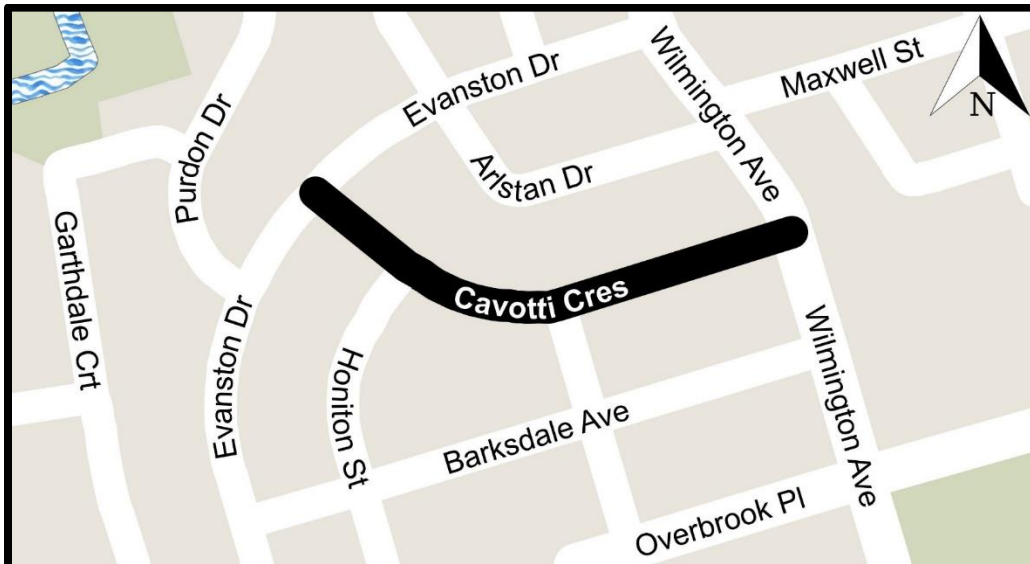 Evanston Dr
Wilmington Ave
Maxwell St
N
Purdon Dr
Arlstan Dr
Garthdale Crt
Cavotti Cres
Evanston Dr
Honiton St
Wilmington Ave
Barksdale Ave
Overbrook Pl